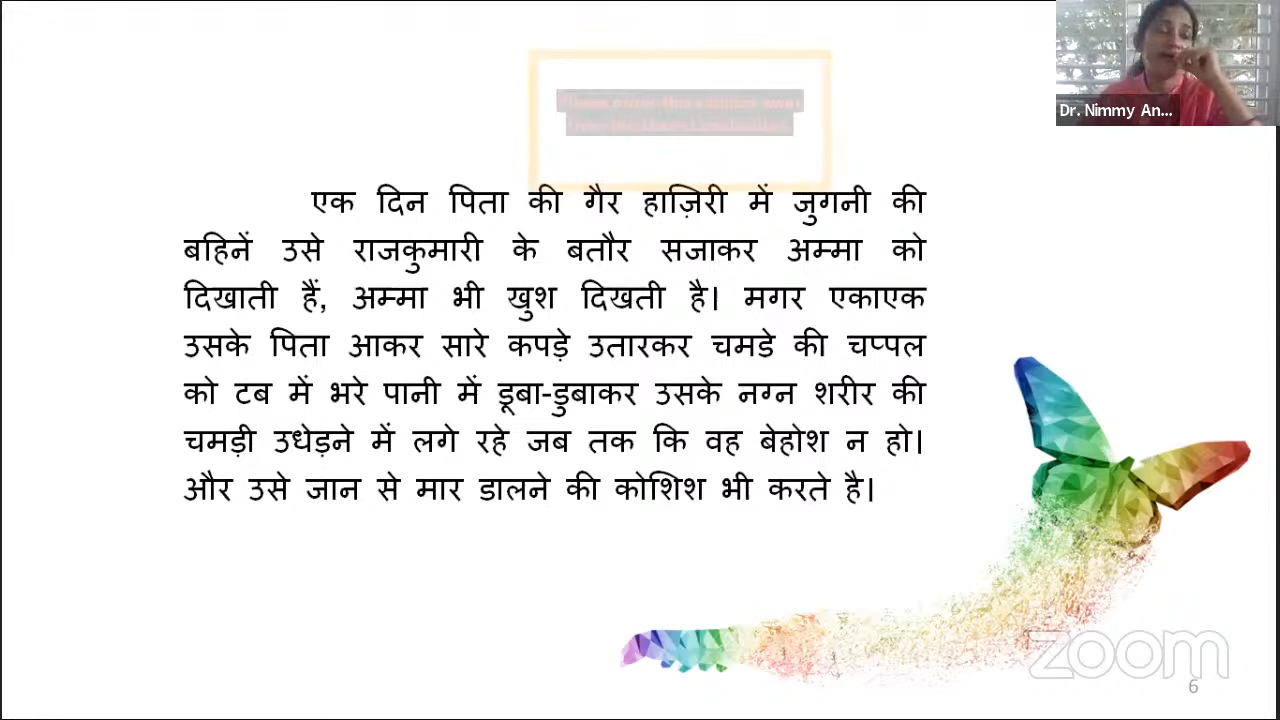 Dr. Nimmy An...
एक दिन पिता की गैर हाज़िरी में जुगनी की
बहिनें उसे राजकुमारी के बतौर सजाकर अम्मा को
दिखाती हैं, अम्मा भी खुश दिखती है। मगर एकाएक
उसके पिता आकर सारे कपड़े उतारकर चमडे की चप्पल
को टब में भरे पानी में डूबा-डुबाकर उसके नग्न शरीर की
चमड़ी उधेड़ने में लगे रहे जब तक कि वह बेहोश न हो।
और उसे जान से मार डालने की कोशिश भी करते है।
zoom
6